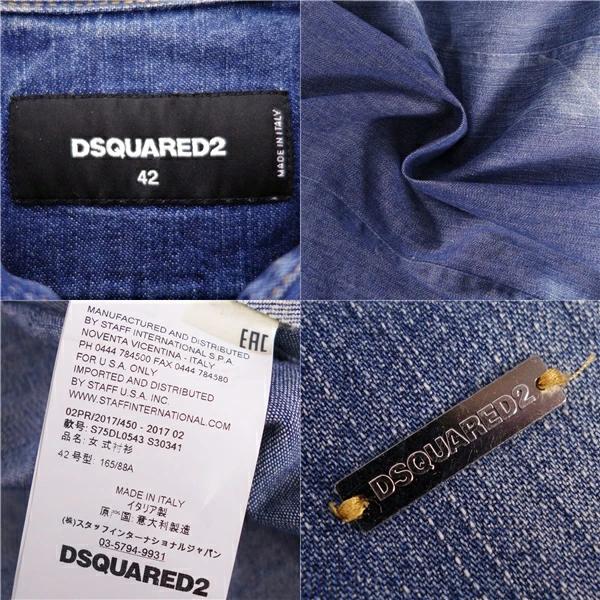 DSQUARED2
42
MADE IN ITALY
MANUFACTURED AND DISTRIBUTED
BY STAFF INTERNATIONAL S.P.A
NOVENTA VICENTINA - ITALY
PH 0444 784500 FAX 0444 784580
FOR U.S.A. ONLY
IMPORTED AND DISTRIBUTED
BY STAFF U.S.A. INC.
WWW.STAFFINTERNATIONAL.COM
EAC
02PR/2017/450 - 2017 02
款号: S75DL0543 S30341
品名: 女式衬衫
42 号型: 165/88A
MADE IN ITALY
イタリア製
原产国: 意大利製造
(株)スタッフインターナショナルジャパン
03-5794-9931
DSQUARED2
DSQUARED2